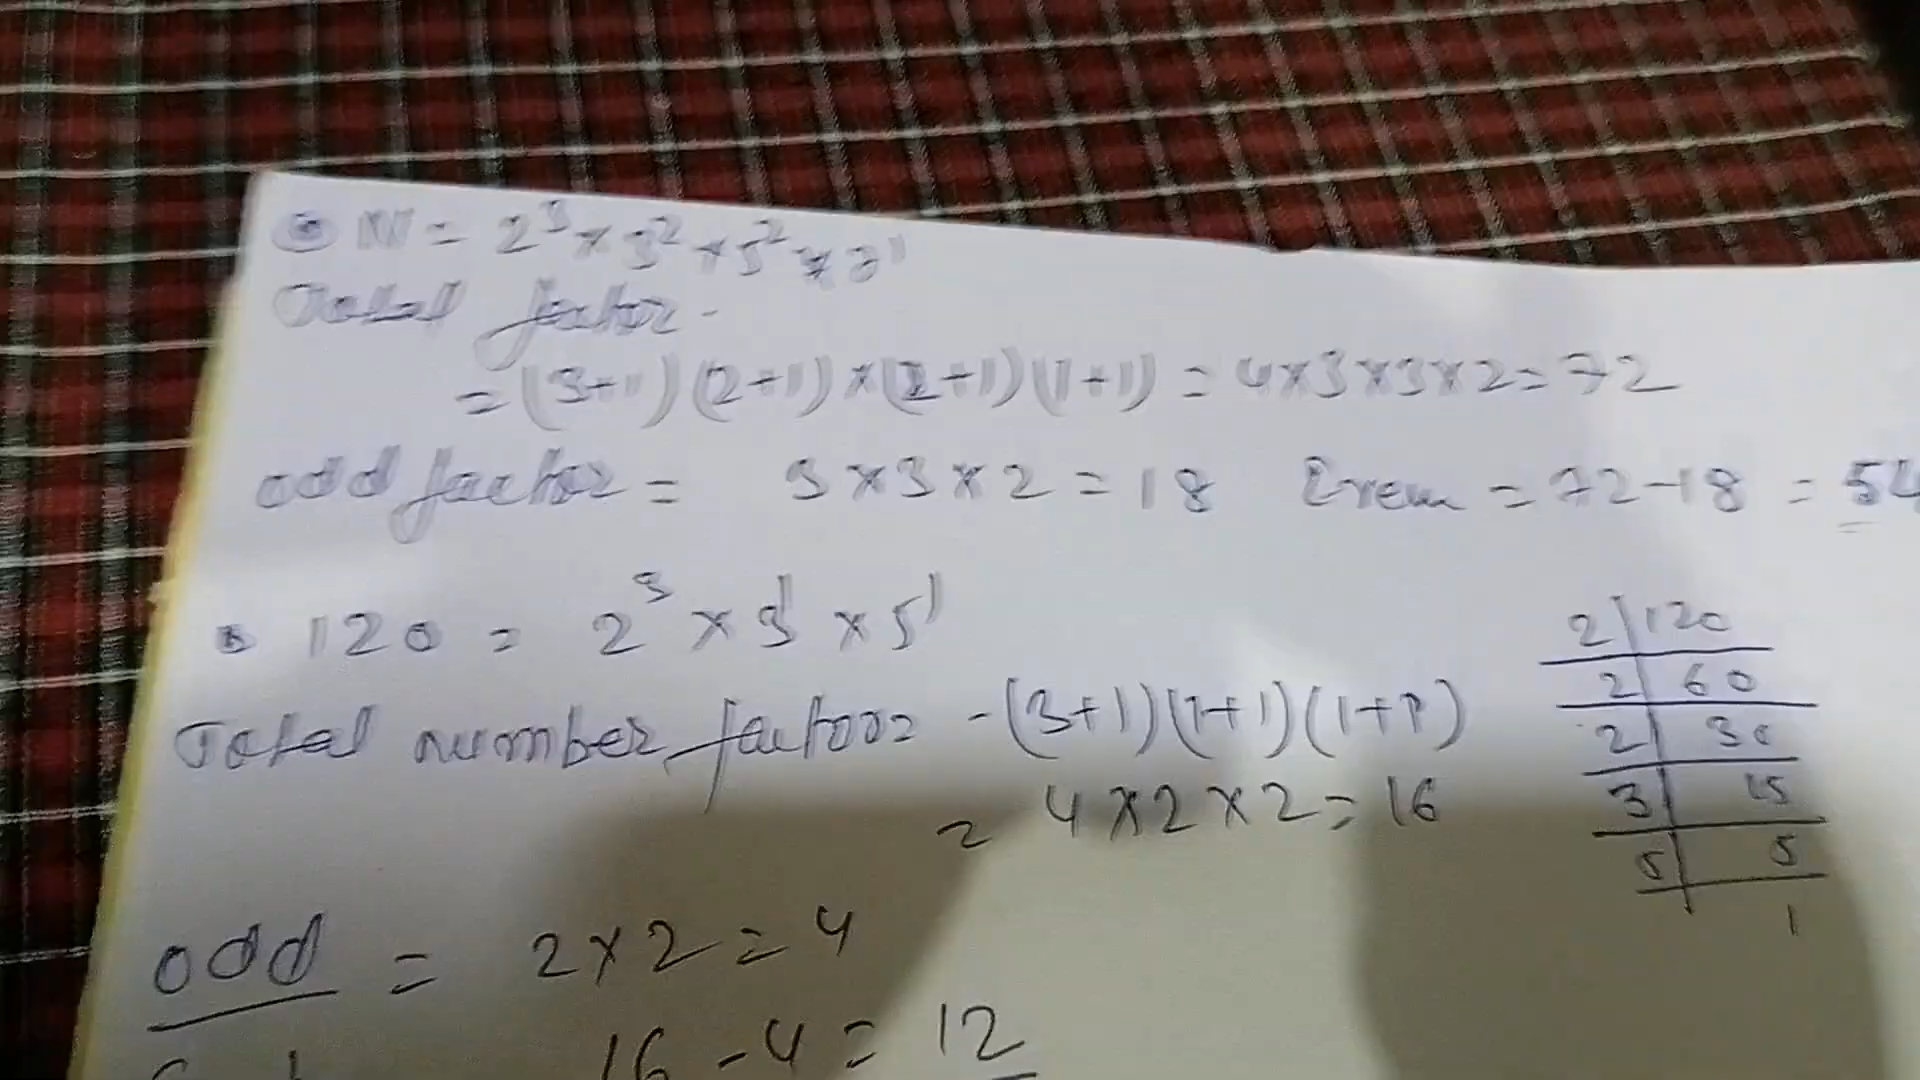 N = 2³ × 3² × 5² × 7¹
Total factor -
= (3+1) (2+1) × (2+1) (1+1) = 4×3×3×2 = 72
odd factor = 3×3×2 = 18 Even = 72-18 = 54
120 = 2³ × 3¹ × 5¹
2 | 120
2 | 60
2 | 30
3 | 15
5 | 5
1
Total number factors - (3+1) (1+1) (1+1)
= 4×2×2 = 16
odd = 2×2 = 4
16 - 4 = 12